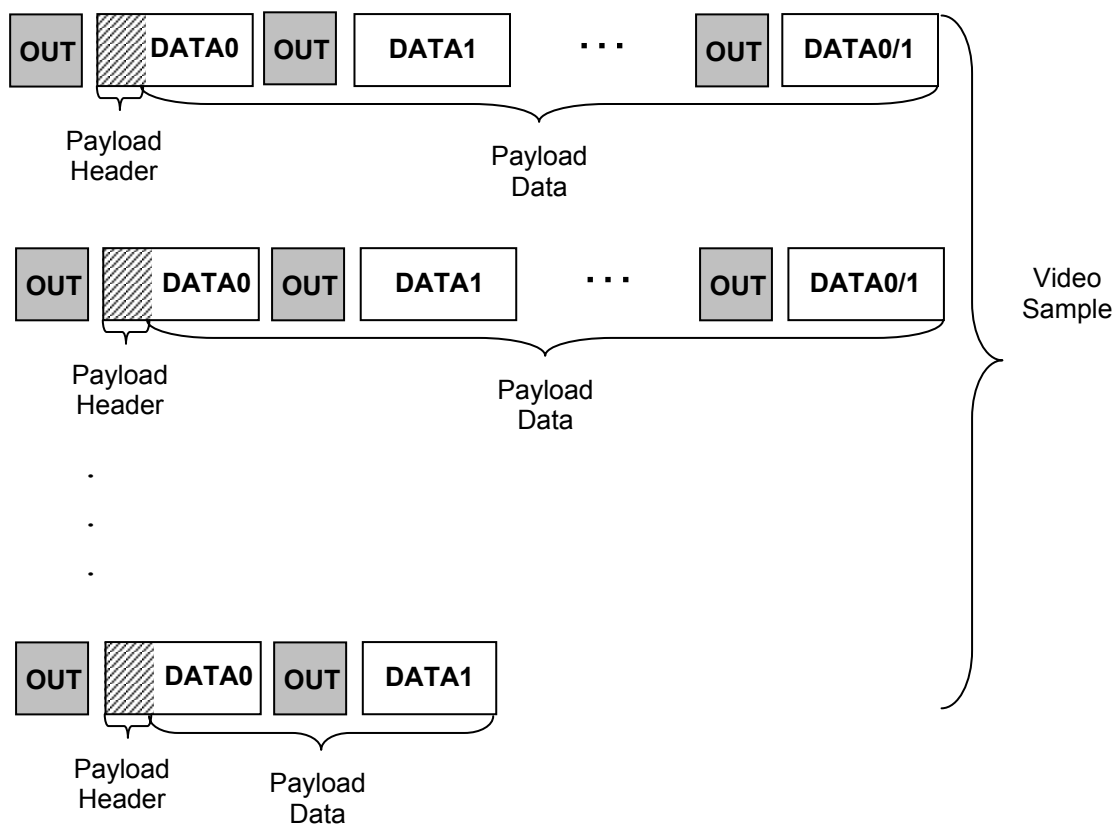 OUT DATA0 OUT DATA1 ... OUT DATA0/1
Payload
Header
Payload
Data
OUT DATA0 OUT DATA1 ... OUT DATA0/1
Video
Sample
Payload
Header
Payload
Data
.
.
.
OUT DATA0 OUT DATA1
Payload
Header
Payload
Data